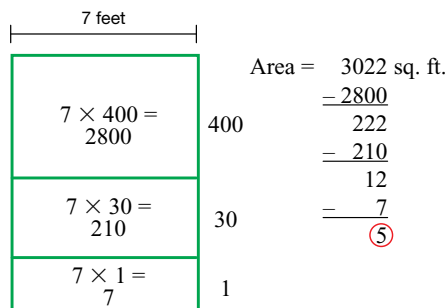 7 feet
7 × 400 =
2800
400
7 × 30 =
210
30
7 × 1 =
7
1
Area = 3022 sq. ft.
– 2800
222
– 210
12
– 7
5